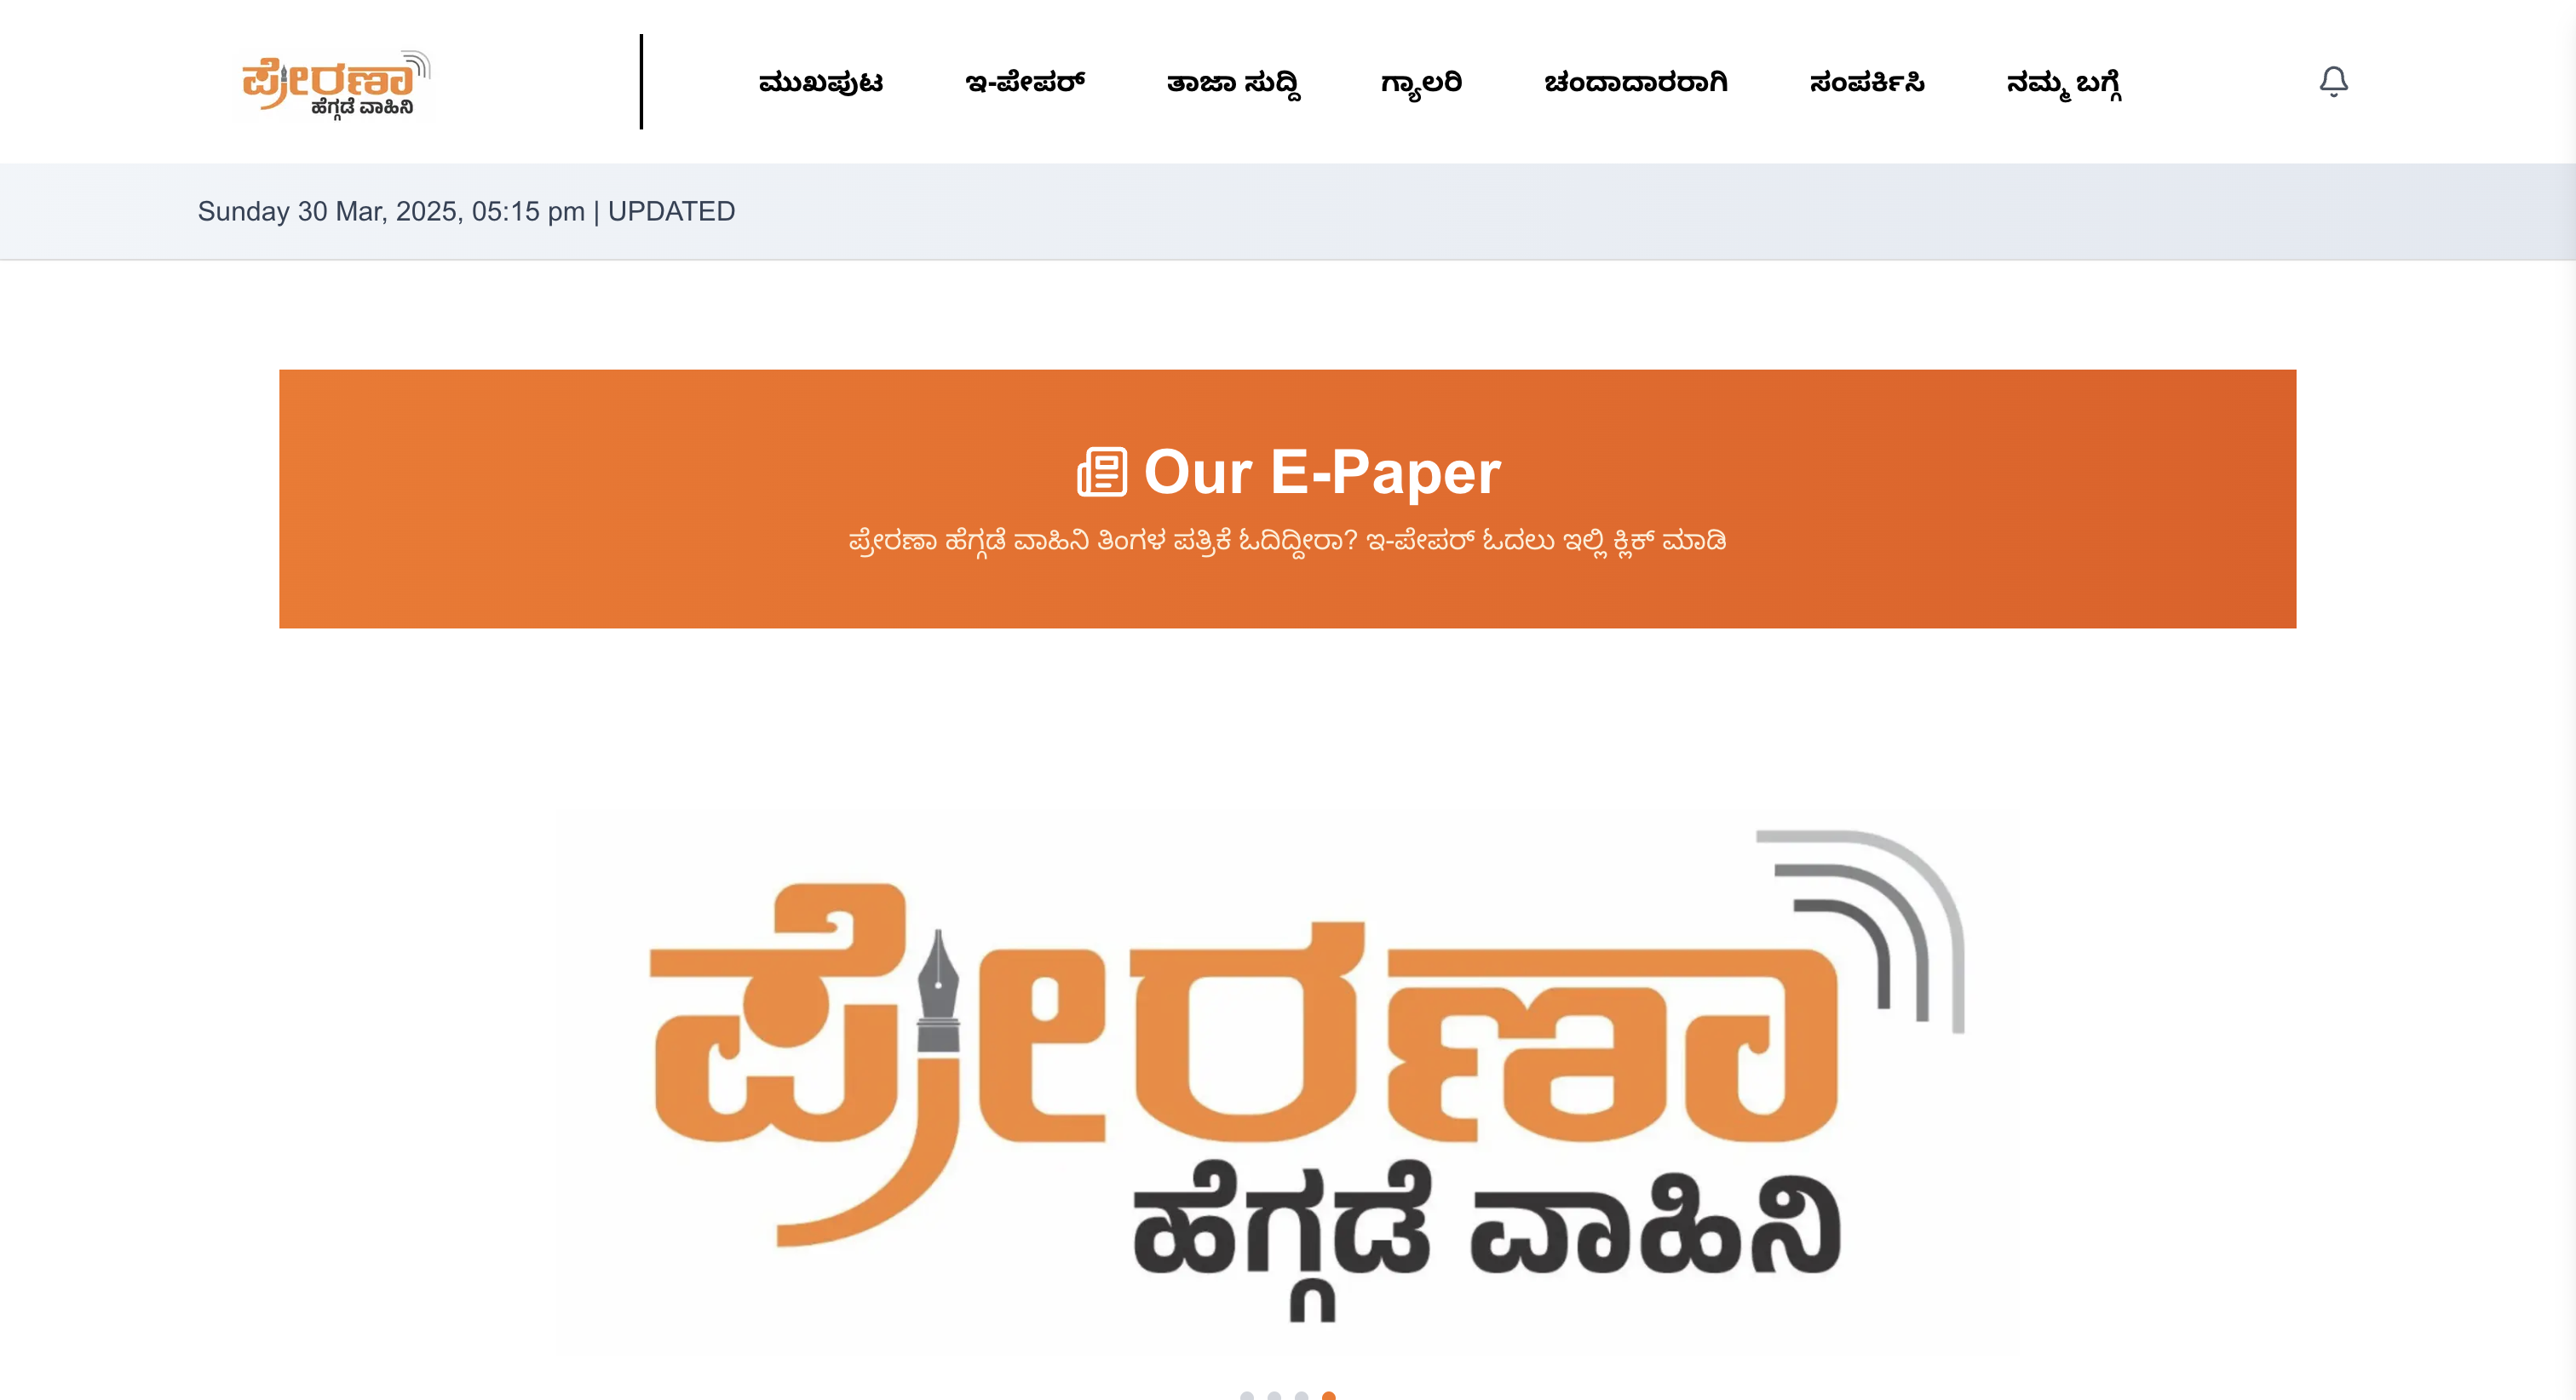 ಪ್ರೇರಣಾ
ಹೆಗ್ಗಡೆ ವಾಹಿನಿ
ಮುಖಪುಟ ಇ-ಪೇಪರ್ ತಾಜಾ ಸುದ್ದಿ ಗ್ಯಾಲರಿ ಚಂದಾದಾರರಾಗಿ ಸಂಪರ್ಕಿಸಿ ನಮ್ಮ ಬಗ್ಗೆ
Sunday 30 Mar, 2025, 05:15 pm | UPDATED
Our E-Paper
ಪ್ರೇರಣಾ ಹೆಗ್ಗಡೆ ವಾಹಿನಿ ತಿಂಗಳ ಪತ್ರಿಕೆ ಓದಿದ್ದೀರಾ? ಇ-ಪೇಪರ್ ಓದಲು ಇಲ್ಲಿ ಕ್ಲಿಕ್ ಮಾಡಿ
ಪ್ರೇರಣಾ
ಹೆಗ್ಗಡೆ ವಾಹಿನಿ